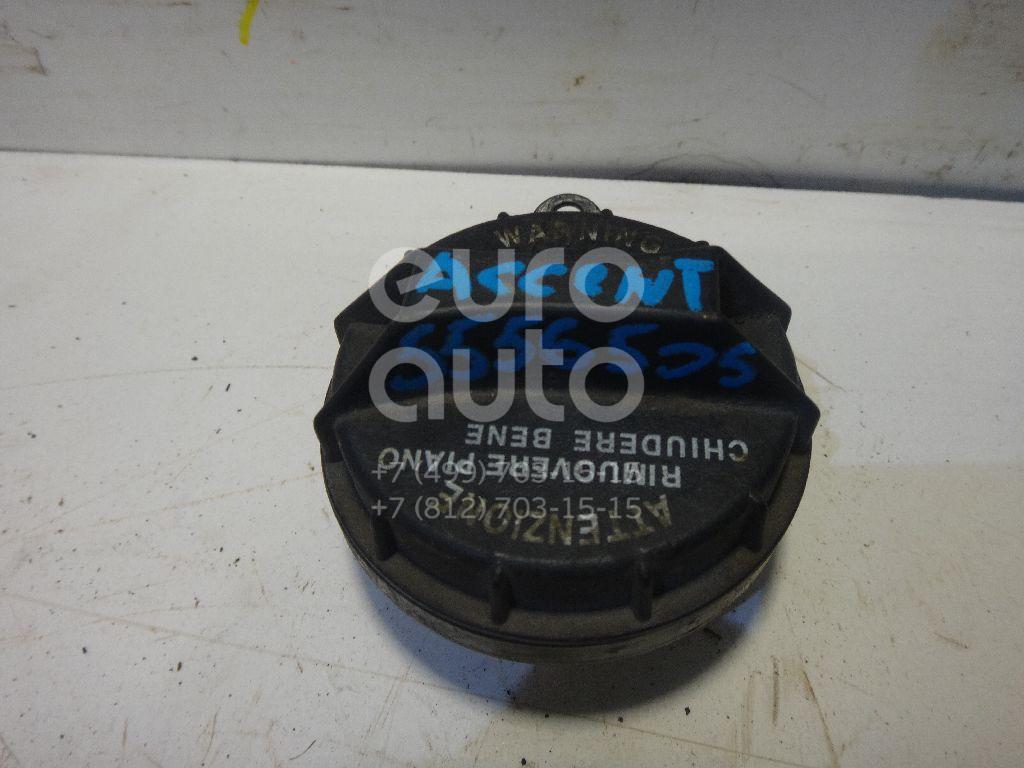 WARNING
ASCENT
euro
auto
RIMUOVERE PIANO
CHIUDERE BENE
ATTENZIONE
+7 (812) 703-15-15